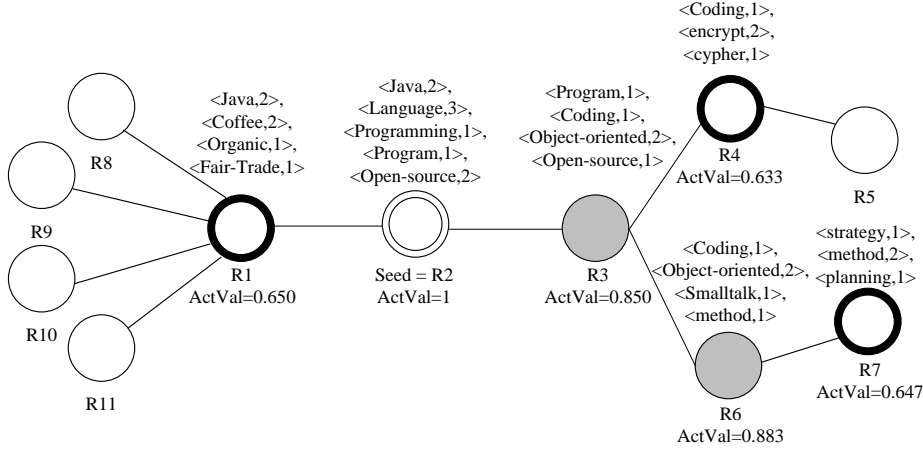 R8
R9
R10
R11
<Java,2>,
<Coffee,2>,
<Organic,1>,
<Fair-Trade,1>
R1
ActVal=0.650
<Java,2>,
<Language,3>,
<Programming,1>,
<Program,1>,
<Open-source,2>
Seed = R2
ActVal=1
<Program,1>,
<Coding,1>,
<Object-oriented,2>,
<Open-source,1>
R3
ActVal=0.850
<Coding,1>,
<encrypt,2>,
<cypher,1>
R4
ActVal=0.633
R5
<Coding,1>,
<Object-oriented,2>,
<Smalltalk,1>,
<method,1>
R6
ActVal=0.883
<strategy,1>,
<method,2>,
<planning,1>
R7
ActVal=0.647